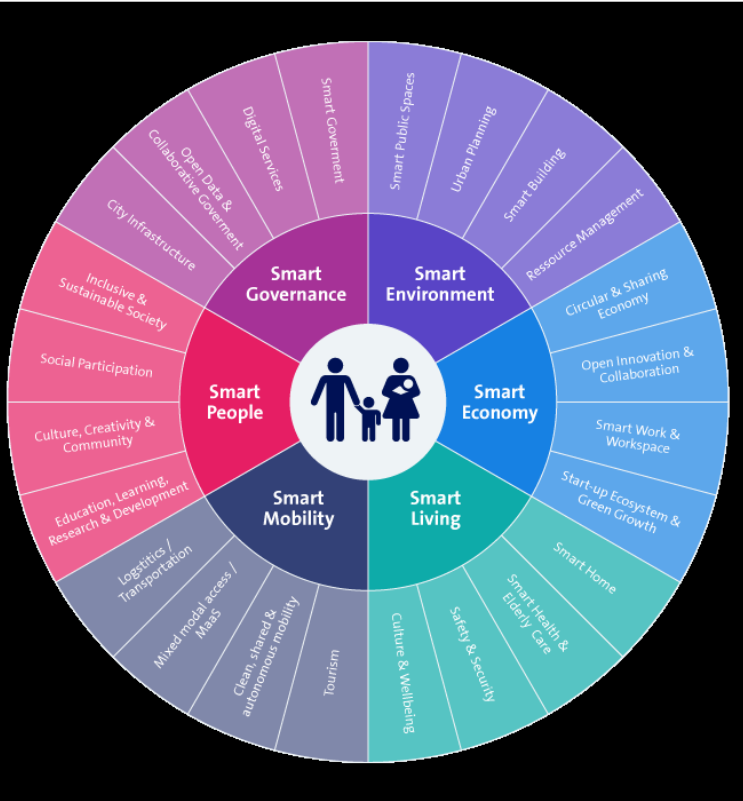 Smart
Governance
Smart
Environment
Smart
Economy
Smart
Living
Smart
Mobility
Smart
People
Smart Public Spaces
Urban Planning
Smart Building
Ressource Management
Circular & Sharing
Economy
Open Innovation &
Collaboration
Smart Work &
Workspace
Start-up Ecosystem &
Green Growth
Smart Home
Smart Health &
Elderly Care
Safety & Security
Culture & Wellbeing
Tourism
Clean, shared &
autonomous mobility
Mixed modal access /
MaaS
Logstitics /
Transportation
Education, Learning,
Research & Development
Culture, Creativity &
Community
Social Participation
Inclusive &
Sustainable Society
City Infrastructure
Open Data &
Collaborative Goverment
Digital Services
Smart Goverment